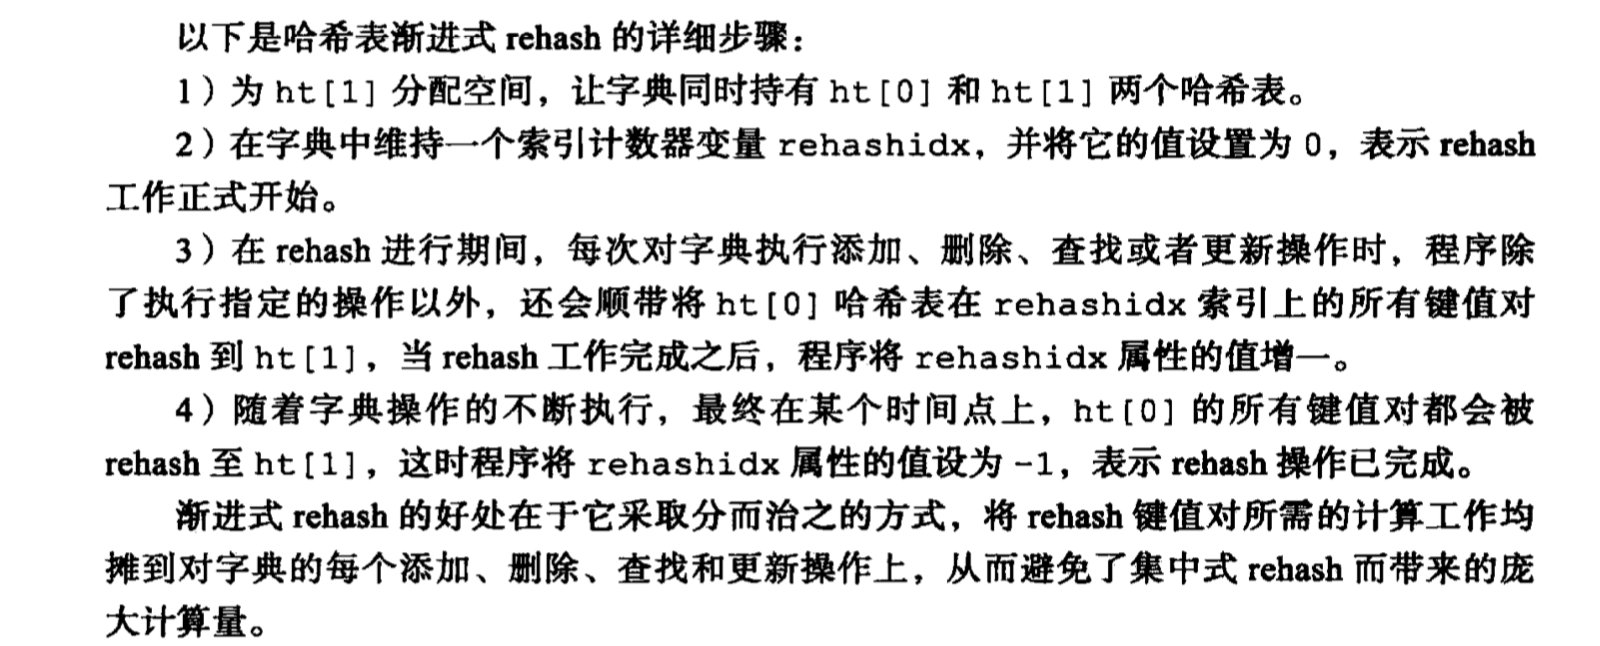 以下是哈希表渐进式 rehash 的详细步骤：
1）为 ht[1] 分配空间，让字典同时持有 ht[0] 和 ht[1] 两个哈希表。
2）在字典中维持一个索引计数器变量 rehashidx，并将它的值设置为 0，表示 rehash
工作正式开始。
3）在 rehash 进行期间，每次对字典执行添加、删除、查找或者更新操作时，程序除
了执行指定的操作以外，还会顺带将 ht[0] 哈希表在 rehashidx 索引上的所有键值对
rehash 到 ht[1]，当 rehash 工作完成之后，程序将 rehashidx 属性的值增一。
4）随着字典操作的不断执行，最终在某个时间点上，ht[0] 的所有键值对都会被
rehash 至 ht[1]，这时程序将 rehashidx 属性的值设为 -1，表示 rehash 操作已完成。
渐进式 rehash 的好处在于它采取分而治之的方式，将 rehash 键值对所需的计算工作均
摊到对字典的每个添加、删除、查找和更新操作上，从而避免了集中式 rehash 而带来的庞
大计算量。